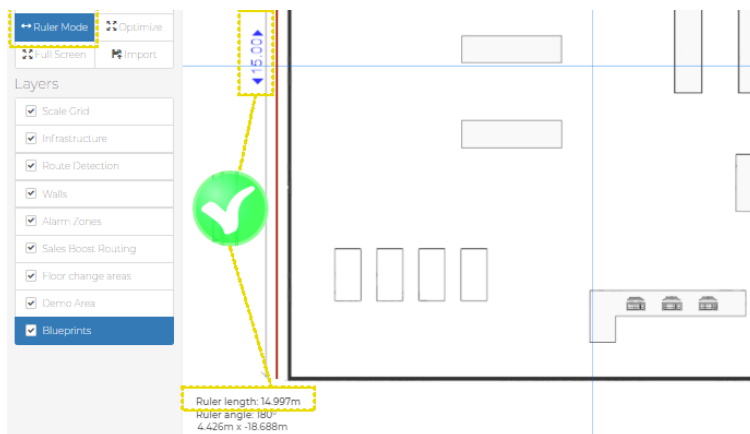 Ruler Mode
Optimize
Full Screen
Import
Layers
Scale Grid
Infrastructure
Route Detection
Walls
Alarm Zones
Sales Boost Routing
Floor change areas
Demo Area
Blueprints
15.00
Ruler length: 14.997m
Ruler angle: 180°
4.426m x -18.688m